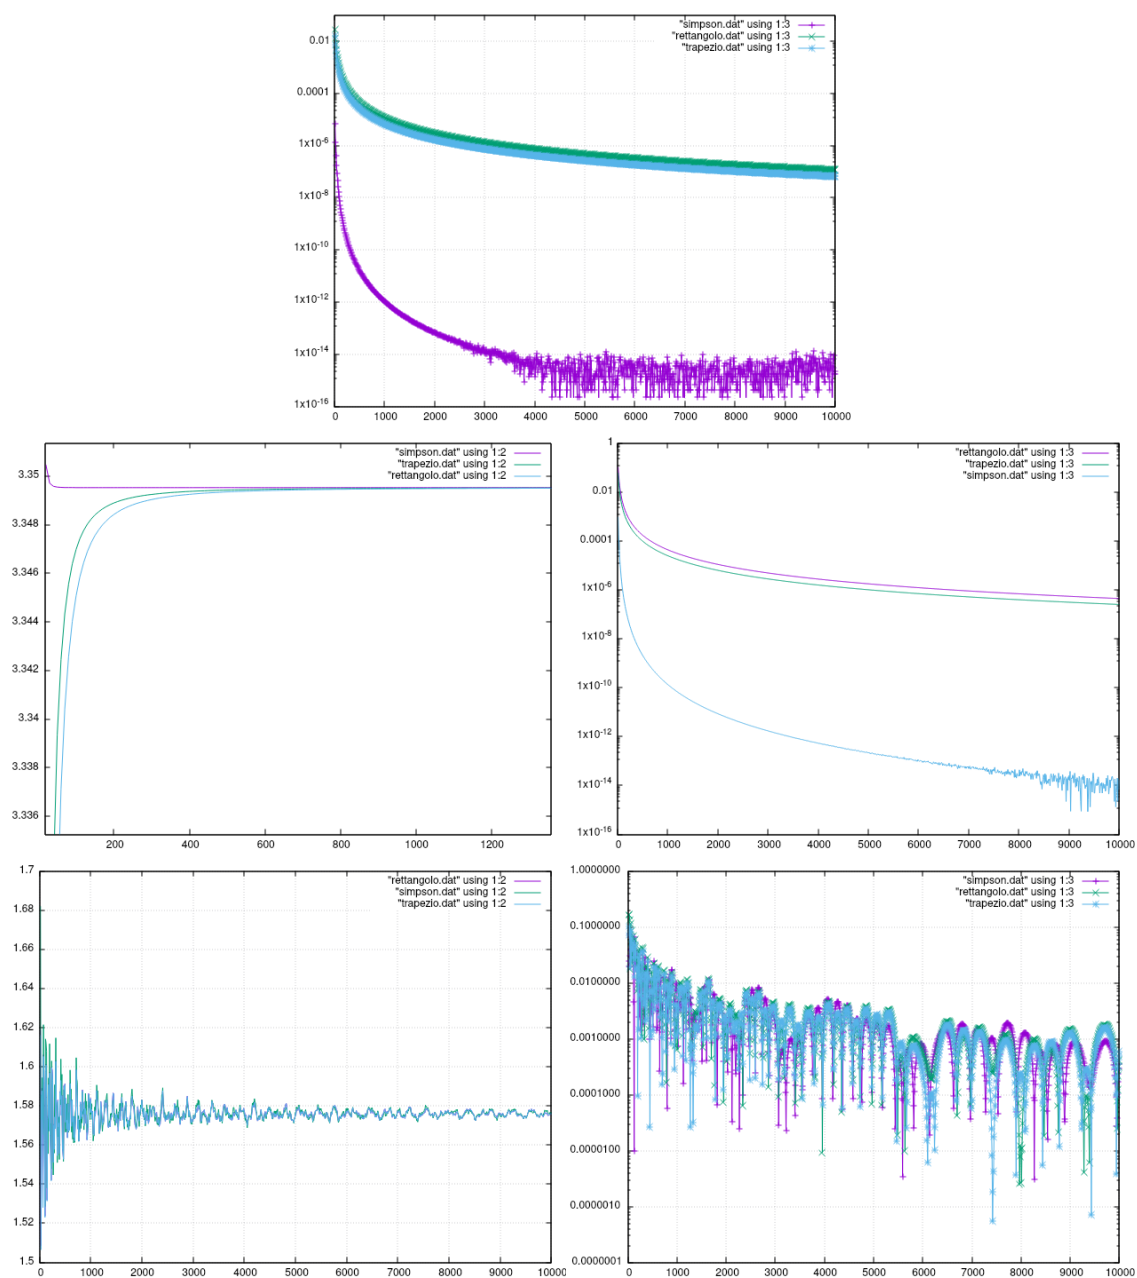 "simpson.dat" using 1:3
"rettangolo.dat" using 1:3
"trapezio.dat" using 1:3
0.01
0.0001
1x10-6
1x10-8
1x10-10
1x10-12
1x10-14
1x10-16
0 1000 2000 3000 4000 5000 6000 7000 8000 9000 10000
"simpson.dat" using 1:2
"trapezio.dat" using 1:2
"rettangolo.dat" using 1:2
3.35
3.348
3.346
3.344
3.342
3.34
3.338
3.336
200 400 600 800 1000 1200
"rettangolo.dat" using 1:3
"trapezio.dat" using 1:3
"simpson.dat" using 1:3
1
0.01
0.0001
1x10-6
1x10-8
1x10-10
1x10-12
1x10-14
1x10-16
0 1000 2000 3000 4000 5000 6000 7000 8000 9000 10000
"rettangolo.dat" using 1:2
"simpson.dat" using 1:2
"trapezio.dat" using 1:2
1.7
1.68
1.66
1.64
1.62
1.6
1.58
1.56
1.54
1.52
1.5
0 1000 2000 3000 4000 5000 6000 7000 8000 9000 10000
"simpson.dat" using 1:3
"rettangolo.dat" using 1:3
"trapezio.dat" using 1:3
1.0000000
0.1000000
0.0100000
0.0010000
0.0001000
0.0000100
0.0000010
0.0000001
0 1000 2000 3000 4000 5000 6000 7000 8000 9000 10000